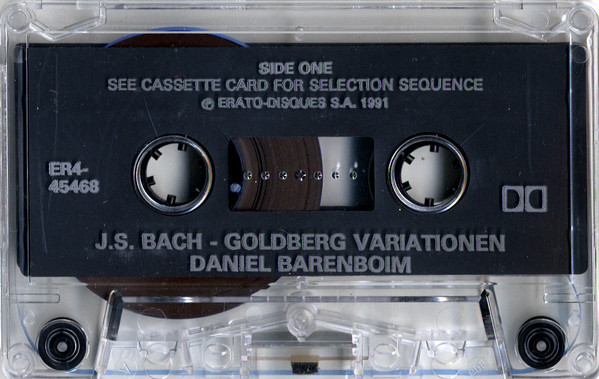 SIDE ONE
SEE CASSETTE CARD FOR SELECTION SEQUENCE
℗ ERATO-DISQUES S.A. 1991
ER4-
45468
J.S. BACH - GOLDBERG VARIATIONEN
DANIEL BARENBOIM